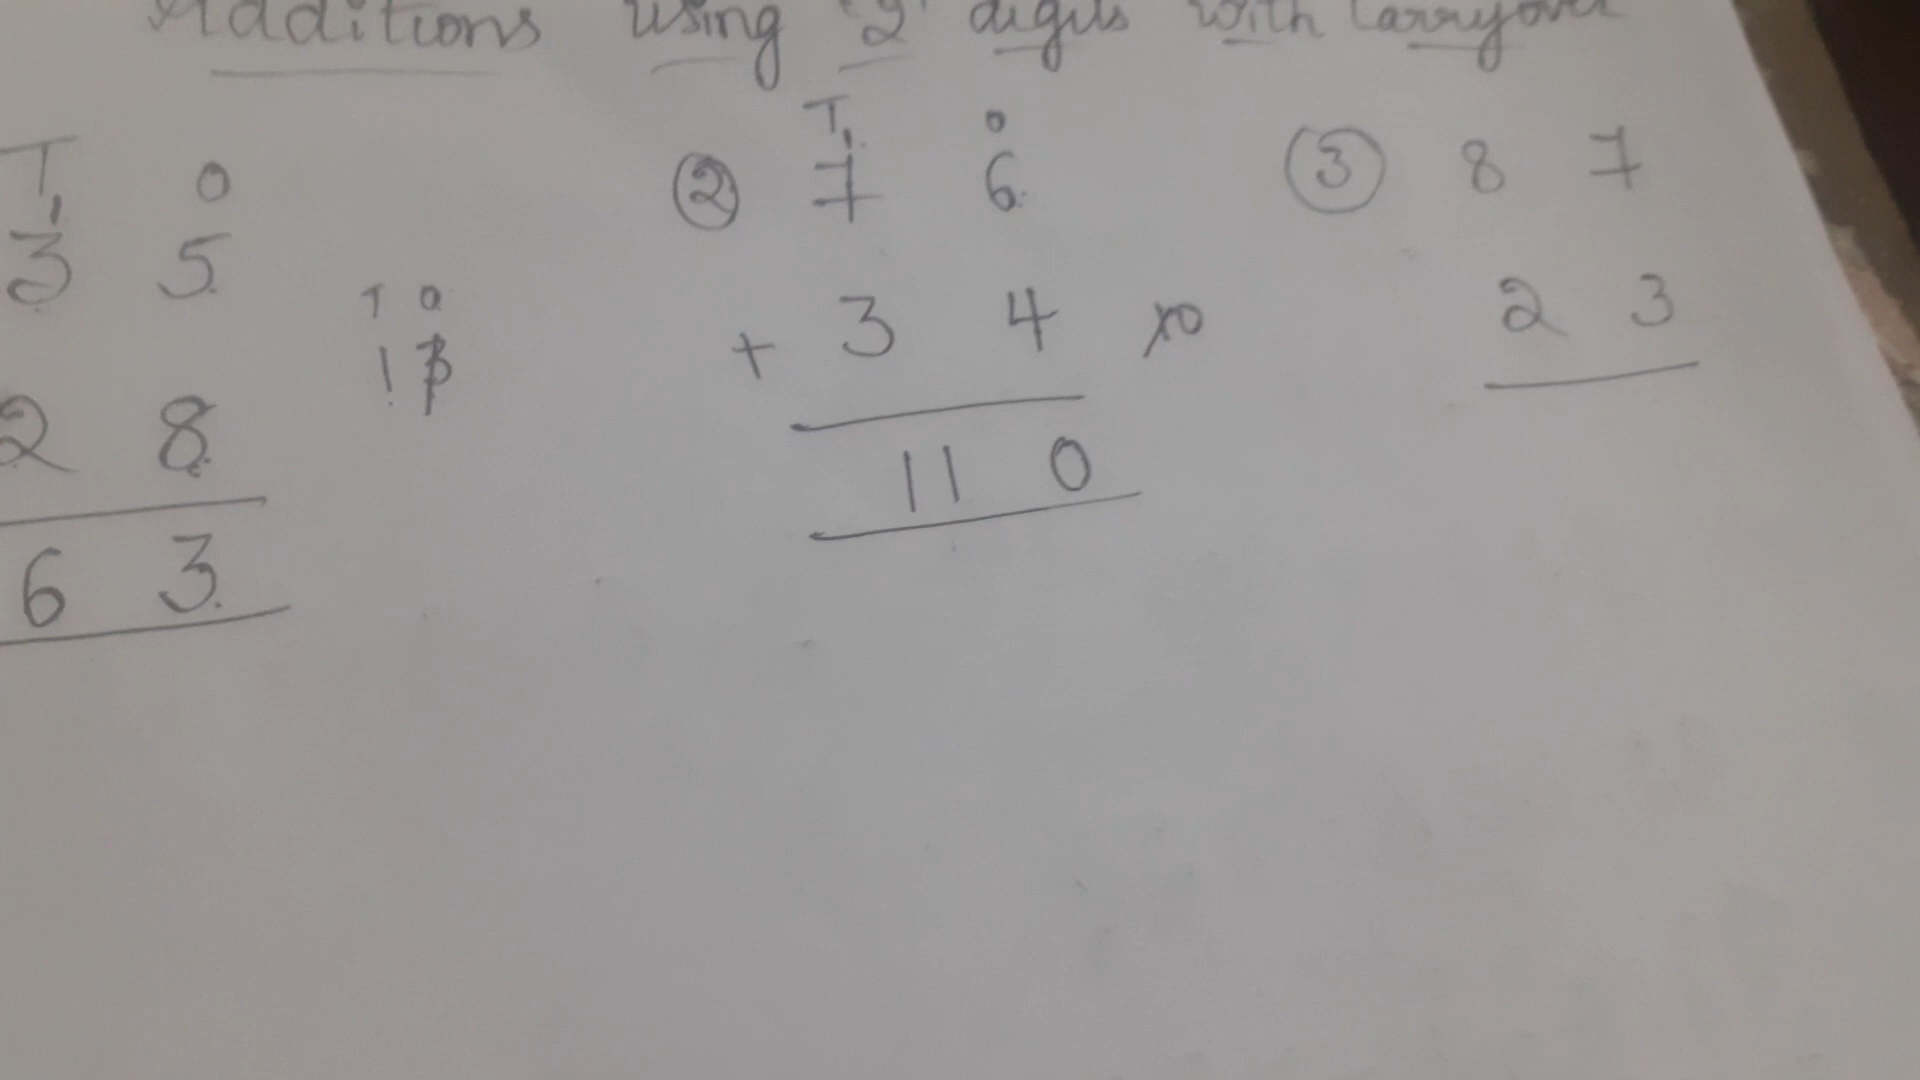 Additions using '2' digits with Carryover
T O
1
3 5
2 8
6 3
T O
1 3
② T O
1
7 6
+ 3 4
10
11 0
③ 8 7
2 3